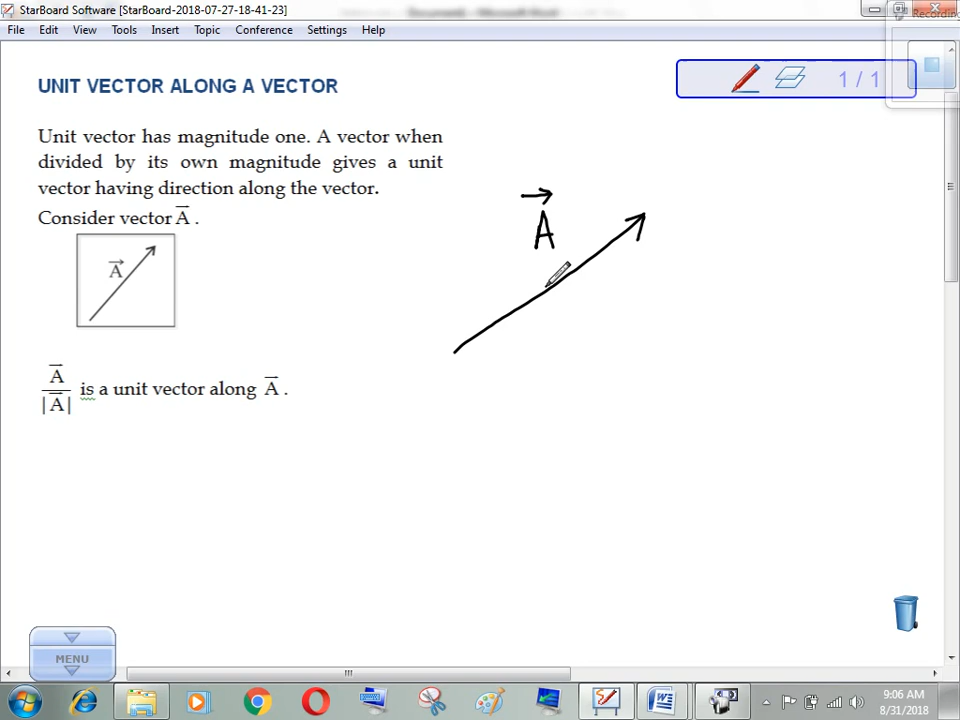 StarBoard Software [StarBoard-2018-07-27-18-41-23]
Recording
File Edit View Tools Insert Topic Conference Settings Help
UNIT VECTOR ALONG A VECTOR
1 / 1
Unit vector has magnitude one. A vector when
divided by its own magnitude gives a unit
vector having direction along the vector.
Consider vector A⃗ .
A⃗
A⃗
A⃗
|A⃗| is a unit vector along A⃗ .
MENU
9:06 AM
8/31/2018